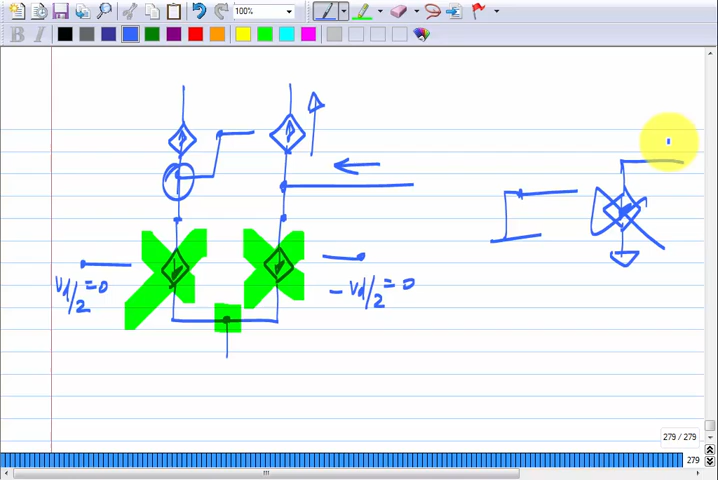 100%
B I A
Vd/2 = 0
- Vd/2 = 0
279 / 279
279